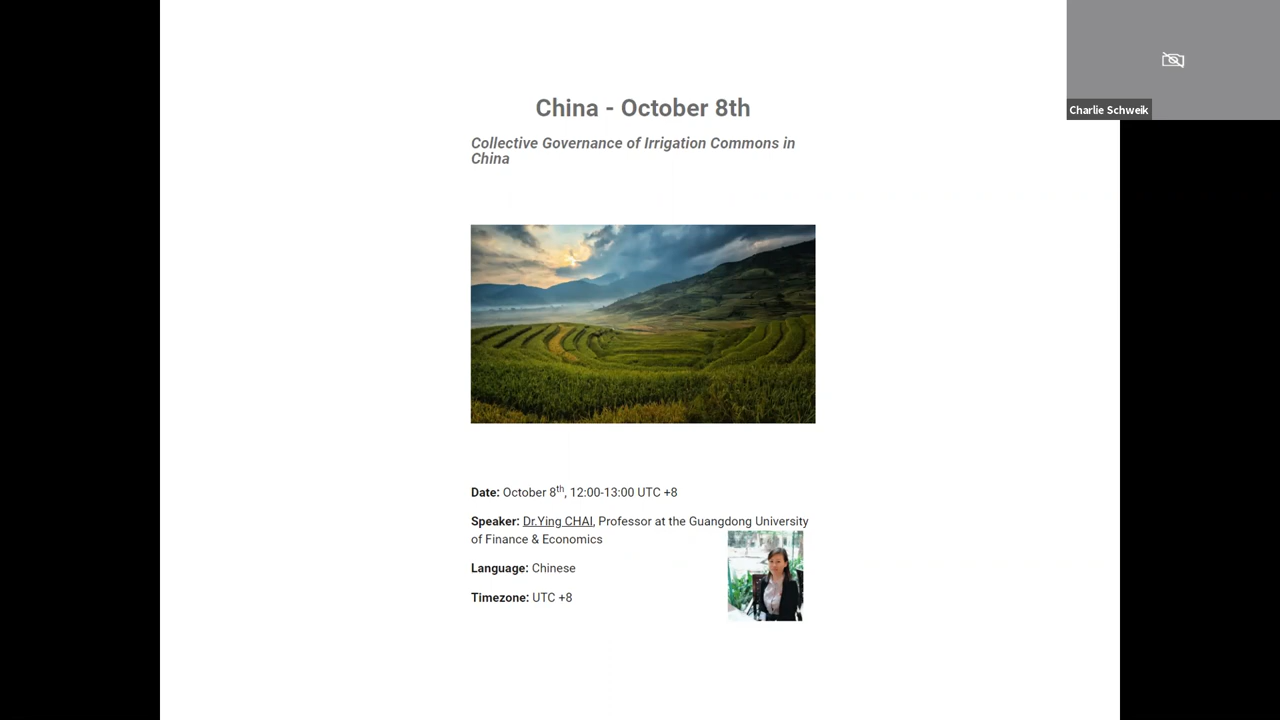 Charlie Schweik
China - October 8th
Collective Governance of Irrigation Commons in
China
Date: October 8th, 12:00-13:00 UTC +8
Speaker: Dr.Ying CHAI, Professor at the Guangdong University
of Finance & Economics
Language: Chinese
Timezone: UTC +8